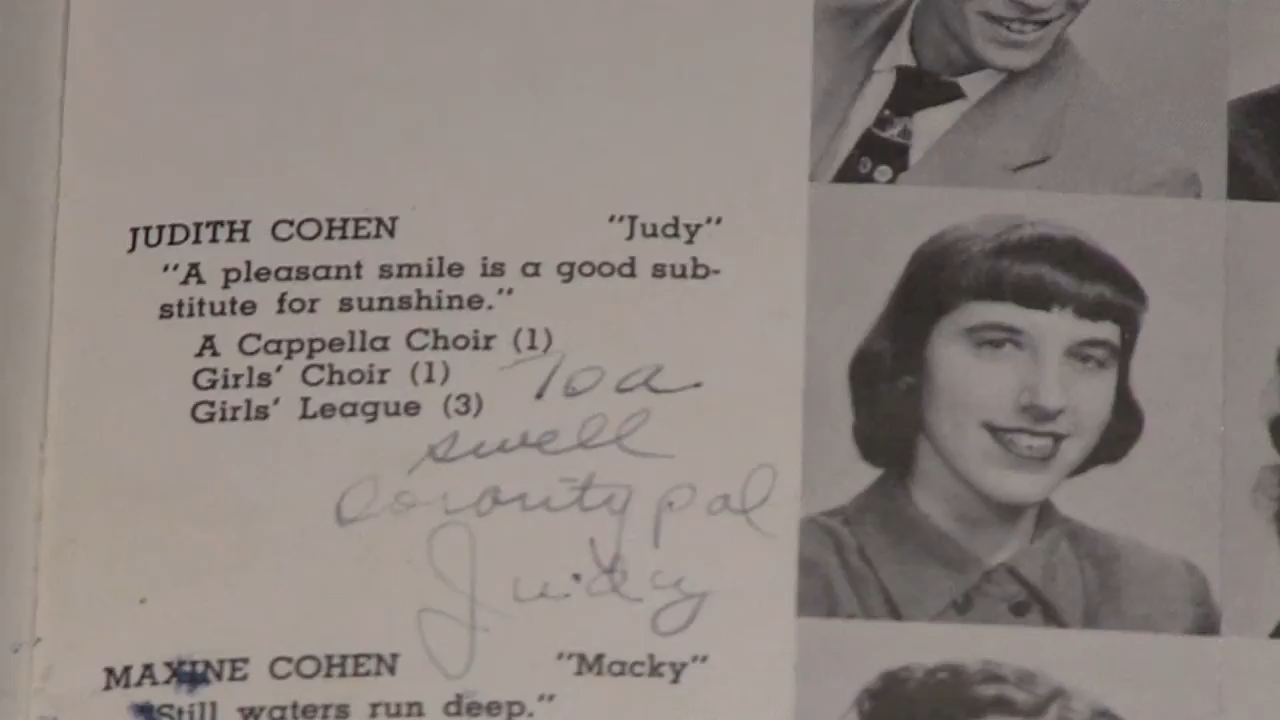 JUDITH COHEN "Judy"
"A pleasant smile is a good sub-
stitute for sunshine."
A Cappella Choir (1)
Girls' Choir (1)
Girls' League (3)
To a
swell
sorority pal
Judy
MAXINE COHEN "Macky"
"Still waters run deep."